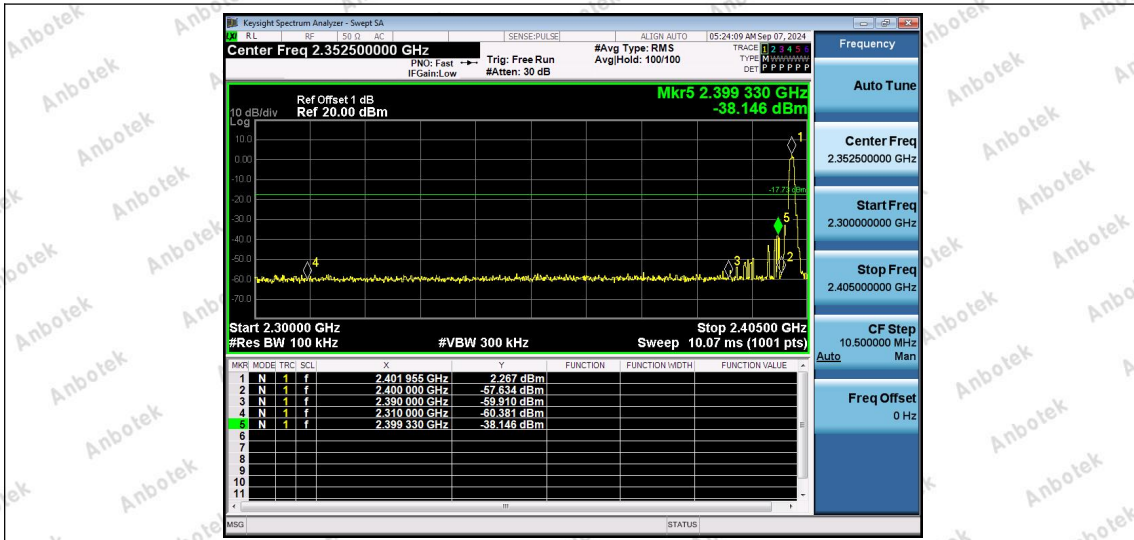 Keysight Spectrum Analyzer - Swept SA
RL RF 50 Ω AC SENSE:PULSE ALIGN AUTO 05:24:09 AM Sep 07, 2024
Center Freq 2.352500000 GHz
PNO: Fast
IFGain:Low
Trig: Free Run
#Atten: 30 dB
#Avg Type: RMS
Avg|Hold: 100/100
TRACE 1 2 3 4 5 6
TYPE M WWWWW
DET P P P P P P
Mkr5 2.399 330 GHz
-38.146 dBm
Ref Offset 1 dB
10 dB/div Ref 20.00 dBm
Log
10.0
0.00
-10.0
-20.0
-30.0
-40.0
-50.0
-60.0
-70.0
-17.73 dBm
1
5
4
3
2
Start 2.30000 GHz Stop 2.40500 GHz
#Res BW 100 kHz #VBW 300 kHz Sweep 10.07 ms (1001 pts)
MKR MODE TRC SCL X Y FUNCTION FUNCTION WIDTH FUNCTION VALUE
1 N 1 f 2.401 955 GHz 2.267 dBm
2 N 1 f 2.400 000 GHz -57.634 dBm
3 N 1 f 2.390 000 GHz -59.910 dBm
4 N 1 f 2.310 000 GHz -60.381 dBm
5 N 1 f 2.399 330 GHz -38.146 dBm
6
7
8
9
10
11
MSG STATUS
Frequency
Auto Tune
Center Freq
2.352500000 GHz
Start Freq
2.300000000 GHz
Stop Freq
2.405000000 GHz
CF Step
10.500000 MHz
Auto Man
Freq Offset
0 Hz
Anbotek